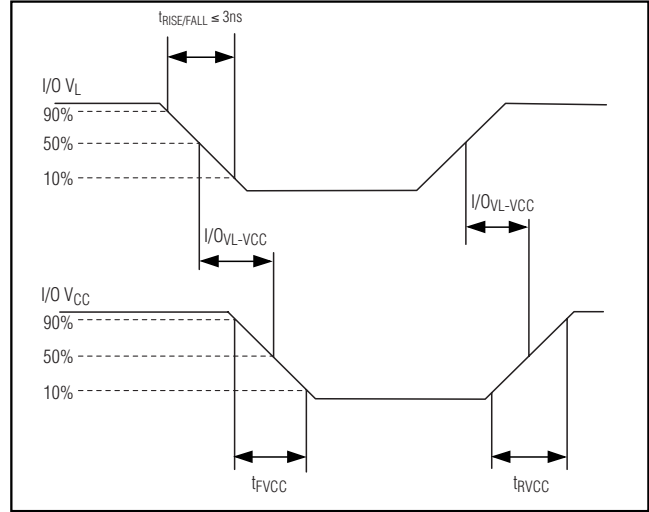 tRISE/FALL ≤ 3ns
I/O VL
90%
50%
10%
I/OVL-VCC
I/OVL-VCC
I/O VCC
90%
50%
10%
tFVCC
tRVCC